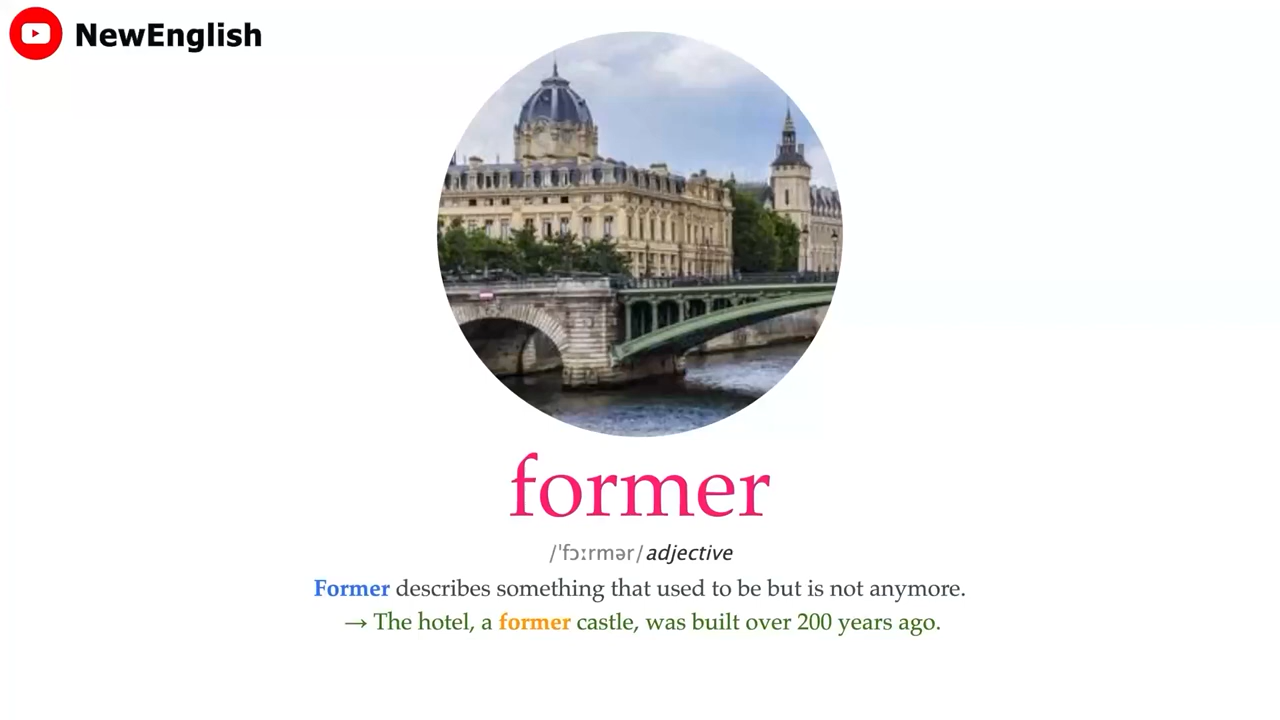 NewEnglish
former
/ˈfɔːrmər/ adjective
Former describes something that used to be but is not anymore.
→ The hotel, a former castle, was built over 200 years ago.